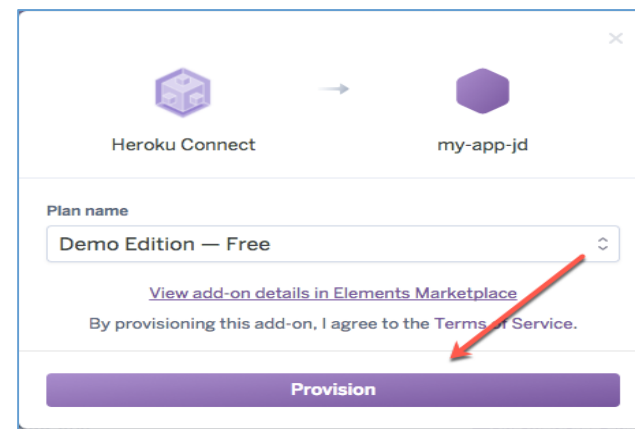 Heroku Connect
my-app-jd
Plan name
Demo Edition — Free
View add-on details in Elements Marketplace
By provisioning this add-on, I agree to the Terms of Service.
Provision